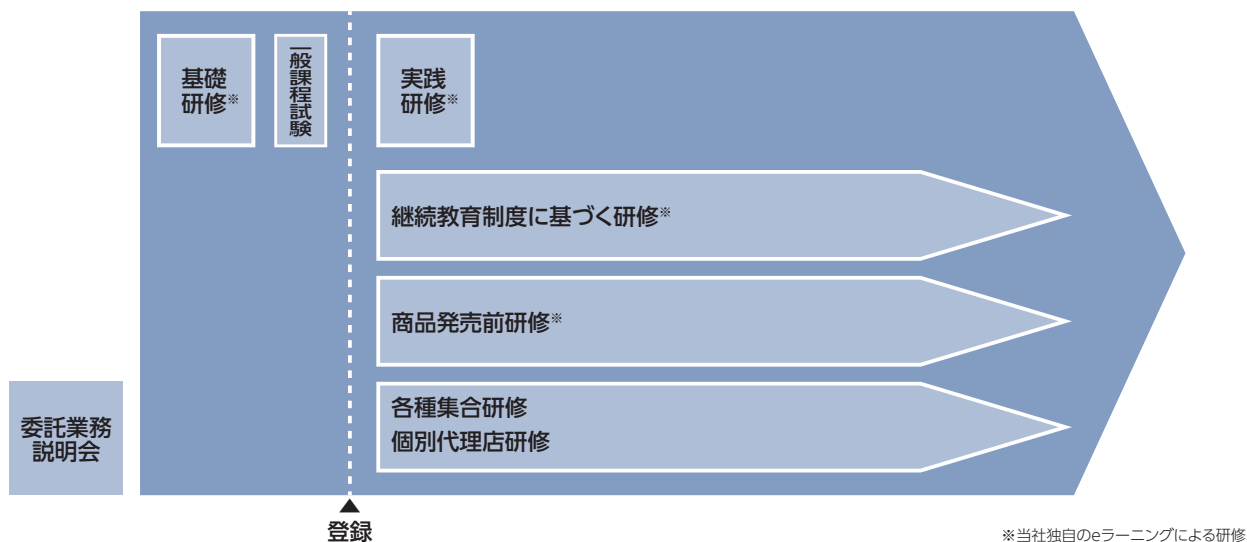 基礎
研修※
一般課程試験
実践
研修※
継続教育制度に基づく研修※
商品発売前研修※
各種集合研修
個別代理店研修
委託業務
説明会
登録
※当社独自のeラーニングによる研修